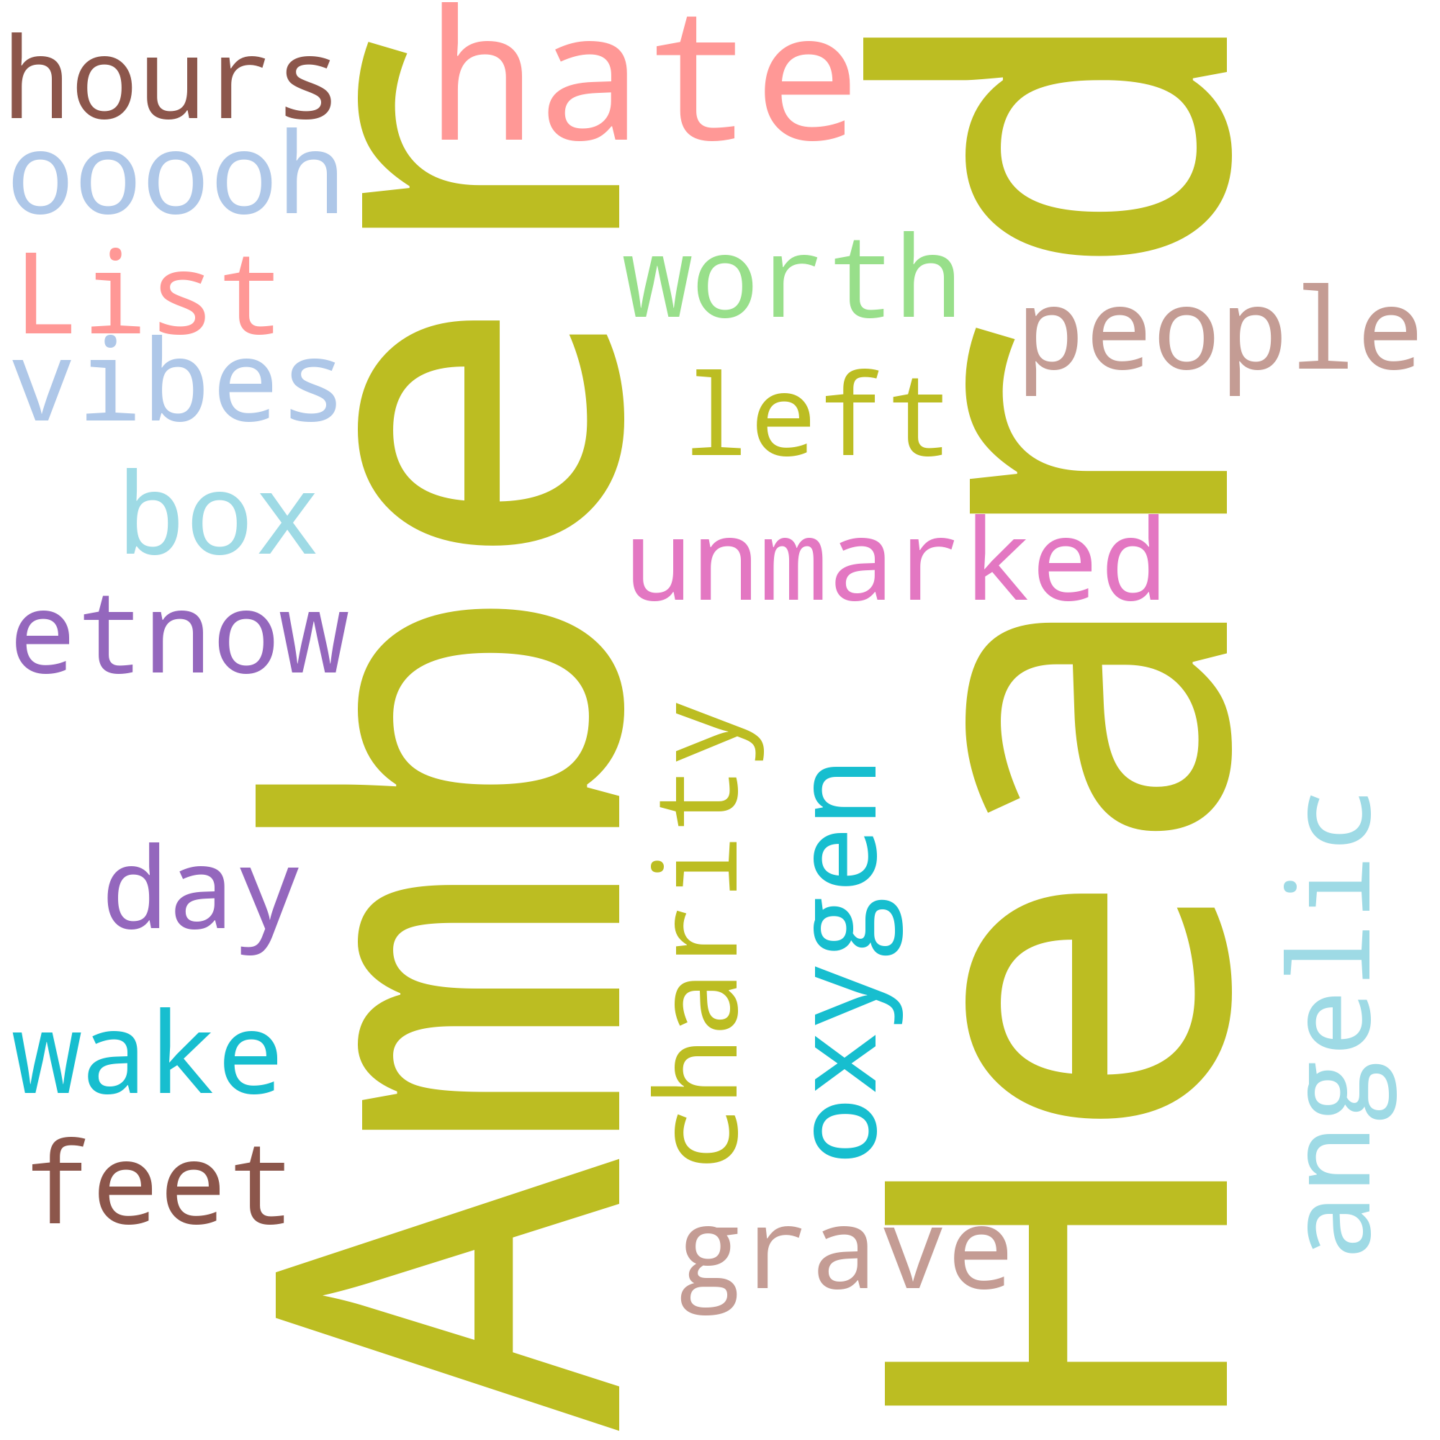 hours
hate
ooooh
List
worth
people
vibes
left
box
unmarked
etnow
Amber Heard
charity
oxygen
angelic
day
wake
feet
grave